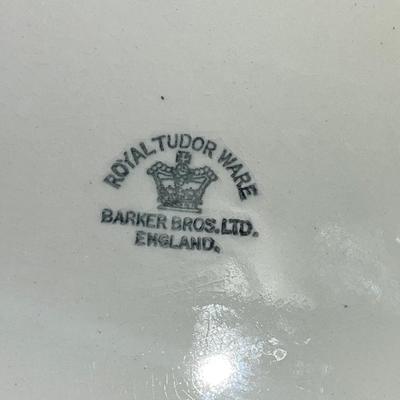 ROYAL TUDOR WARE
BARKER BROS. LTD.
ENGLAND.